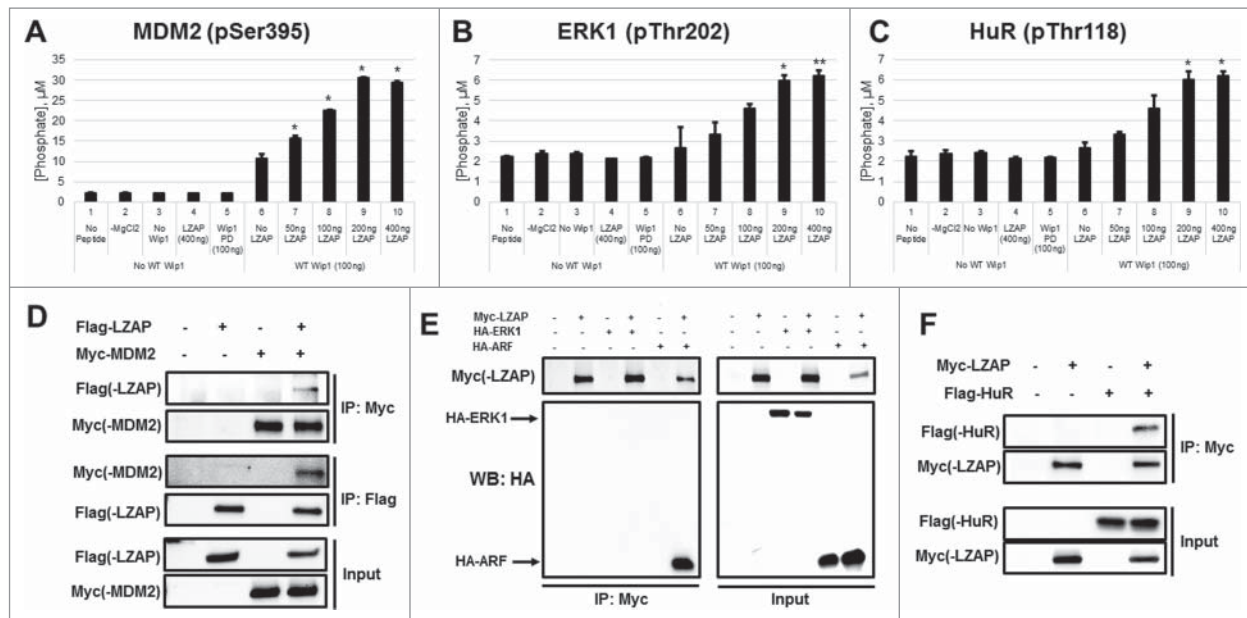 A
MDM2 (pSer395)
[Phosphate], µM
35
30
25
20
15
10
5
0
* * * *
1 2 3 4 5 6 7 8 9 10
No Peptide
-MgCl2
No Wip1
LZAP (400ng)
Wip1 PD (100ng)
No LZAP
50ng LZAP
100ng LZAP
200ng LZAP
400ng LZAP
No WT Wip1
WT Wip1 (100ng)
B
ERK1 (pThr202)
[Phosphate], µM
7
6
5
4
3
2
1
0
* **
1 2 3 4 5 6 7 8 9 10
No Peptide
-MgCl2
No Wip1
LZAP (400ng)
Wip1 PD (100ng)
No LZAP
50ng LZAP
100ng LZAP
200ng LZAP
400ng LZAP
No WT Wip1
WT Wip1 (100ng)
C
HuR (pThr118)
[Phosphate], µM
7
6
5
4
3
2
1
0
* *
1 2 3 4 5 6 7 8 9 10
No Peptide
-MgCl2
No Wip1
LZAP (400ng)
Wip1 PD (100ng)
No LZAP
50ng LZAP
100ng LZAP
200ng LZAP
400ng LZAP
No WT Wip1
WT Wip1 (100ng)
D
Flag-LZAP - + - +
Myc-MDM2 - - + +
Flag(-LZAP)
Myc(-MDM2)
IP: Myc
Myc(-MDM2)
Flag(-LZAP)
IP: Flag
Flag(-LZAP)
Myc(-MDM2)
Input
E
Myc-LZAP - + - + - + - + - + - +
HA-ERK1 - - + + - - + +
HA-ARF - - + + - - + +
Myc(-LZAP)
HA-ERK1
WB: HA
HA-ARF
IP: Myc
Input
F
Myc-LZAP - + - +
Flag-HuR - - + +
Flag(-HuR)
Myc(-LZAP)
IP: Myc
Flag(-HuR)
Myc(-LZAP)
Input